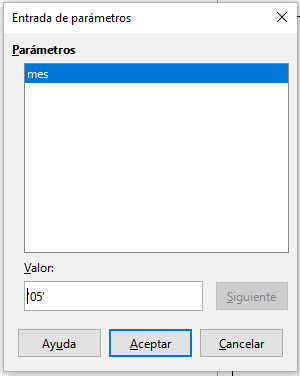 Entrada de parámetros
Parámetros
mes
Valor:
'05'
Siguiente
Ayuda
Aceptar
Cancelar